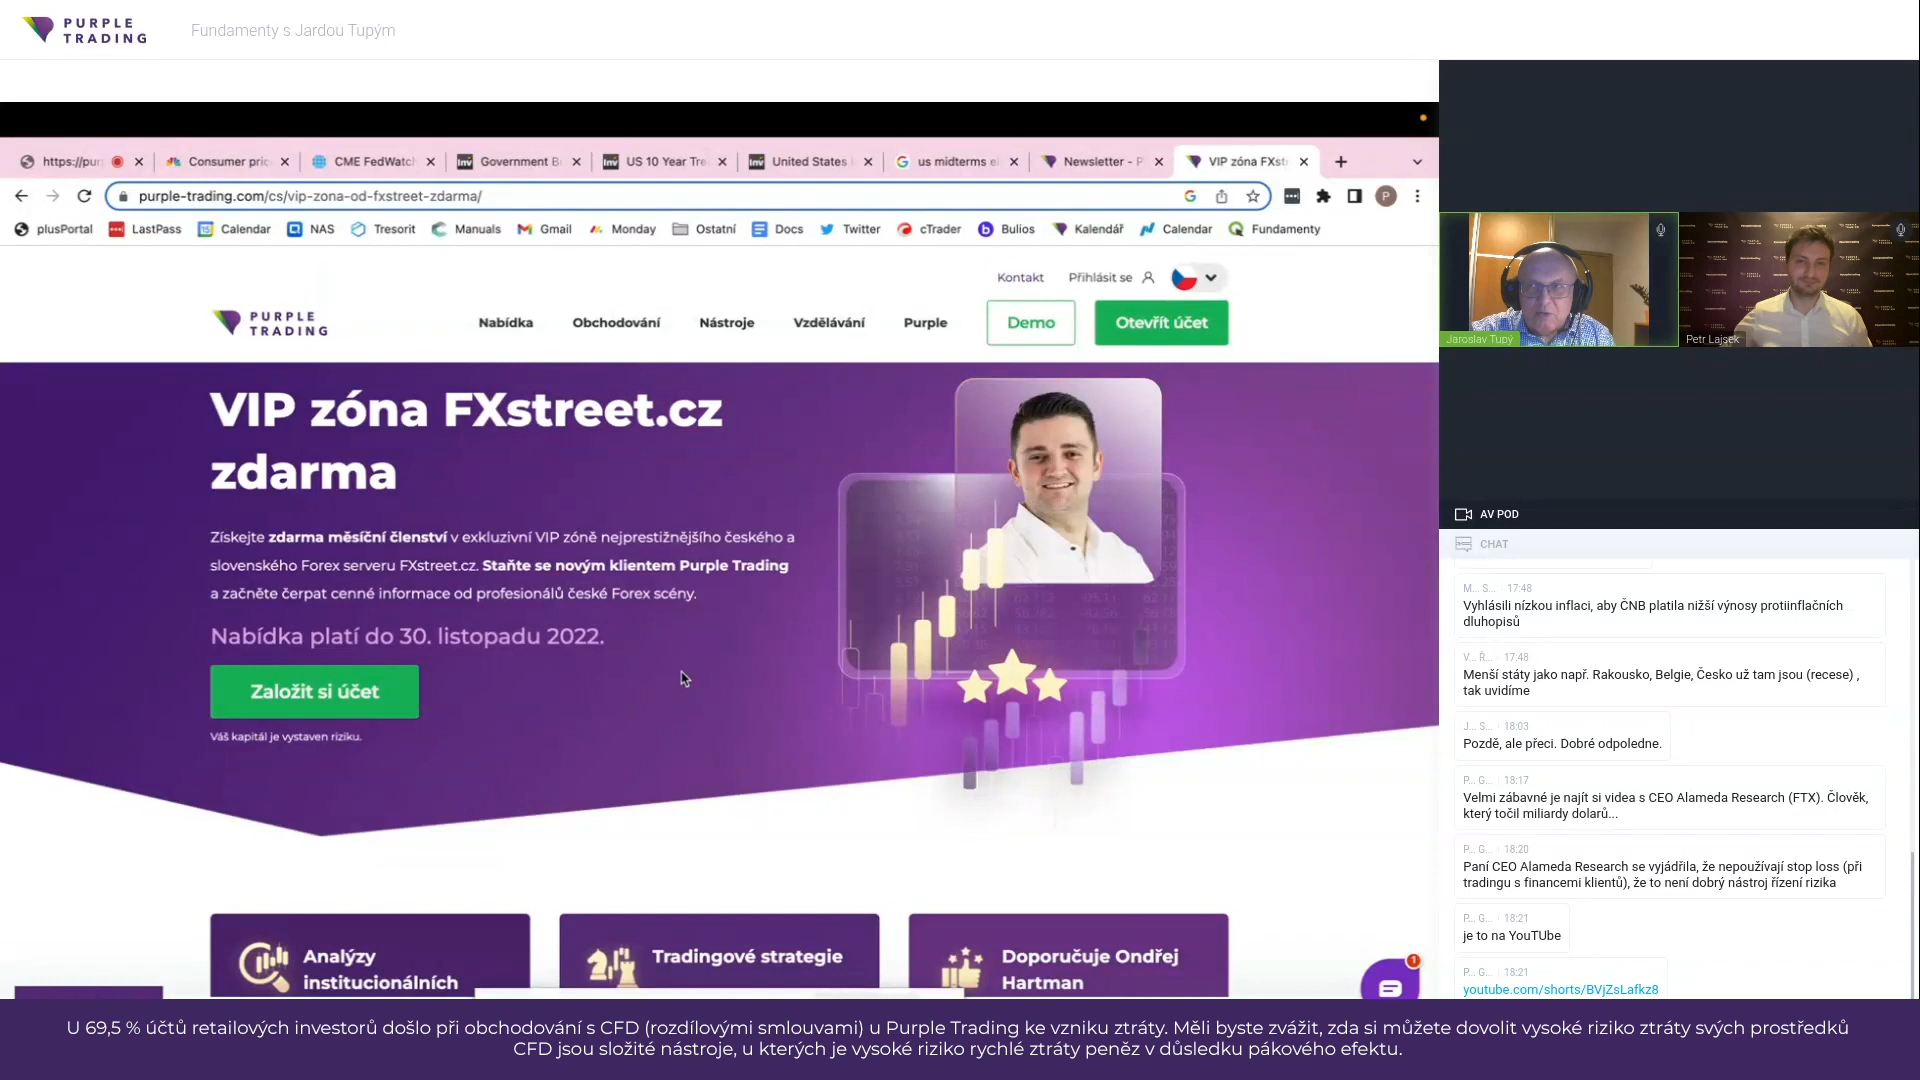 PURPLE TRADING
Fundamenty s Jardou Tupým
https://pur
Consumer pric
CME FedWatc
Government B
US 10 Year Tre
United States
us midterms e
Newsletter - P
VIP zóna FXst
purple-trading.com/cs/vip-zona-od-fxstreet-zdarma/
plusPortal
LastPass
Calendar
NAS
Tresorit
Manuals
Gmail
Monday
Ostatní
Docs
Twitter
cTrader
Bulios
Kalendář
Calendar
Fundamenty
Kontakt
Přihlásit se
PURPLE TRADING
Nabídka
Obchodování
Nástroje
Vzdělávání
Purple
Demo
Otevřít účet
VIP zóna FXstreet.cz
zdarma
Získejte zdarma měsíční členství v exkluzivní VIP zóně nejprestižnějšího českého a
slovenského Forex serveru FXstreet.cz. Staňte se novým klientem Purple Trading
a začněte čerpat cenné informace od profesionálů české Forex scény.
Nabídka platí do 30. listopadu 2022.
Založit si účet
Váš kapitál je vystaven riziku.
Analýzy
institucionálních
Tradingové strategie
Doporučuje Ondřej
Hartman
1
Jaroslav Tupý
Petr Lajsek
AV POD
CHAT
M... S... 17:48
Vyhlásili nízkou inflaci, aby ČNB platila nižší výnosy protiinflačních
dluhopisů
V... Ř... 17:48
Menší státy jako např. Rakousko, Belgie, Česko už tam jsou (recese) ,
tak uvidíme
J... S... 18:03
Pozdě, ale přeci. Dobré odpoledne.
P... G... 18:17
Velmi zábavné je najít si videa s CEO Alameda Research (FTX). Člověk,
který točil miliardy dolarů...
P... G... 18:20
Paní CEO Alameda Research se vyjádřila, že nepoužívají stop loss (při
tradingu s financemi klientů), že to není dobrý nástroj řízení rizika
P... G... 18:21
je to na YouTUbe
P... G... 18:21
youtube.com/shorts/BVjZsLafkz8
U 69,5 % účtů retailových investorů došlo při obchodování s CFD (rozdílovými smlouvami) u Purple Trading ke vzniku ztráty. Měli byste zvážit, zda si můžete dovolit vysoké riziko ztráty svých prostředků
CFD jsou složité nástroje, u kterých je vysoké riziko rychlé ztráty peněz v důsledku pákového efektu.